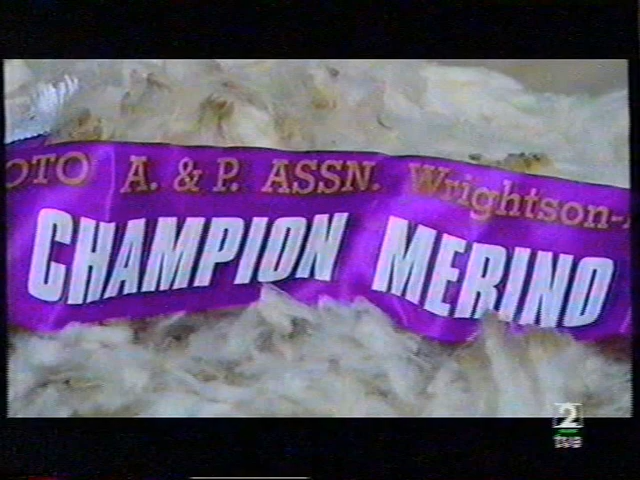 OTO A. & P. ASSN. Wrightson-
CHAMPION MERINO
2
tve